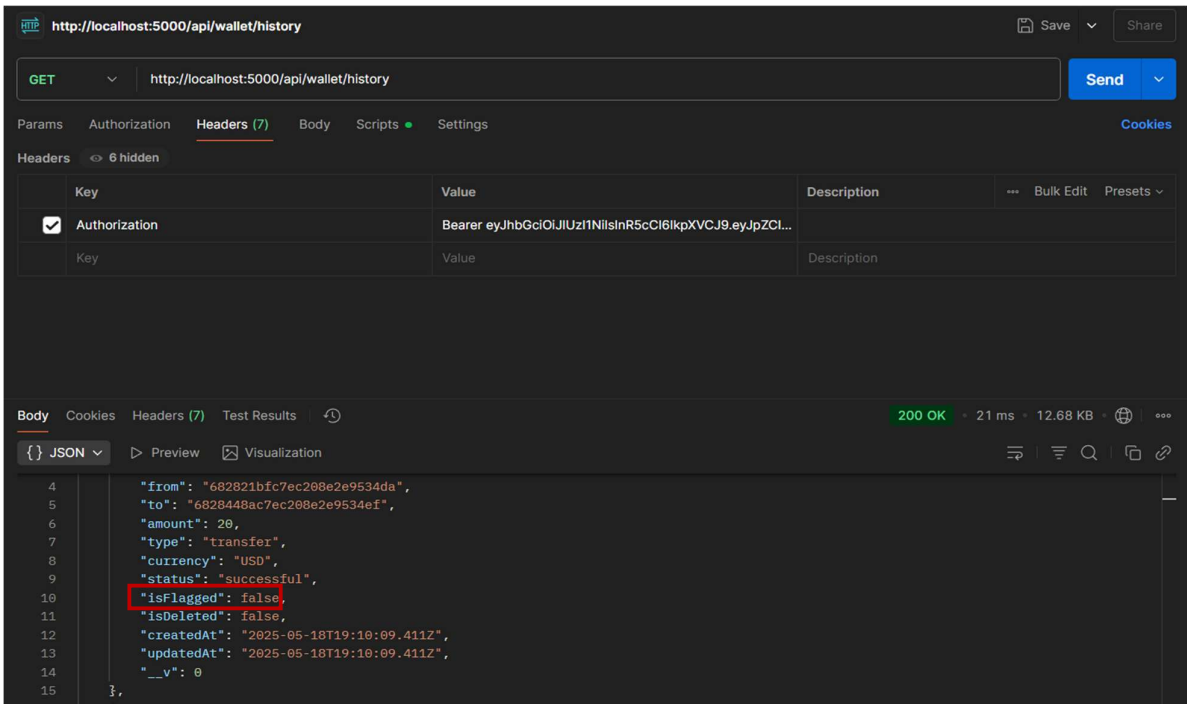 HTTP http://localhost:5000/api/wallet/history Save Share
GET http://localhost:5000/api/wallet/history Send
Params Authorization Headers (7) Body Scripts Settings Cookies
Headers 6 hidden
Key Value Description Bulk Edit Presets
Authorization Bearer eyJhbGciOiJIUzI1NiIsInR5cCI6IkpXVCJ9.eyJpZCI...
Key Value Description
Body Cookies Headers (7) Test Results 200 OK 21 ms 12.68 KB
{} JSON Preview Visualization
4 "from": "682821bfc7ec208e2e9534da",
5 "to": "6828448ac7ec208e2e9534ef",
6 "amount": 20,
7 "type": "transfer",
8 "currency": "USD",
9 "status": "successful",
10 "isFlagged": false,
11 "isDeleted": false,
12 "createdAt": "2025-05-18T19:10:09.411Z",
13 "updatedAt": "2025-05-18T19:10:09.411Z",
14 "__v": 0
15 },